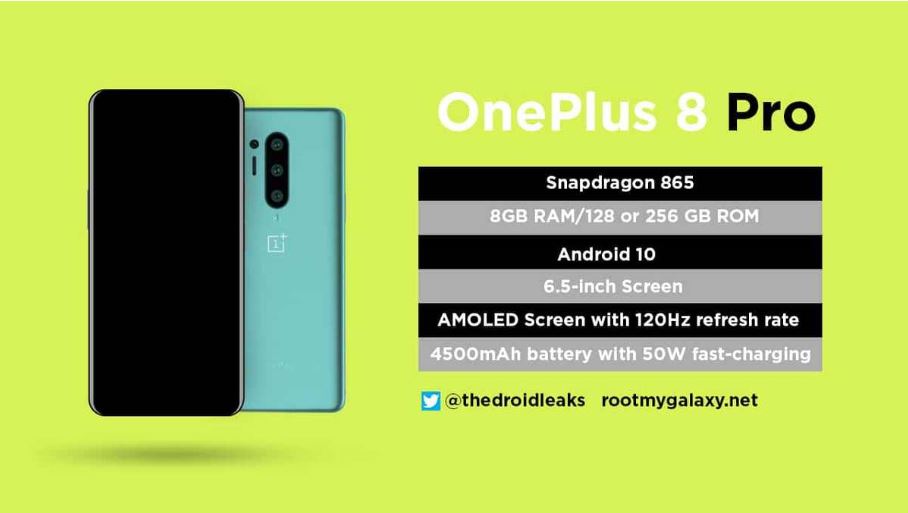 OnePlus 8 Pro
Snapdragon 865
8GB RAM/128 or 256 GB ROM
Android 10
6.5-inch Screen
AMOLED Screen with 120Hz refresh rate
4500mAh battery with 50W fast-charging
@thedroidleaks rootmygalaxy.net